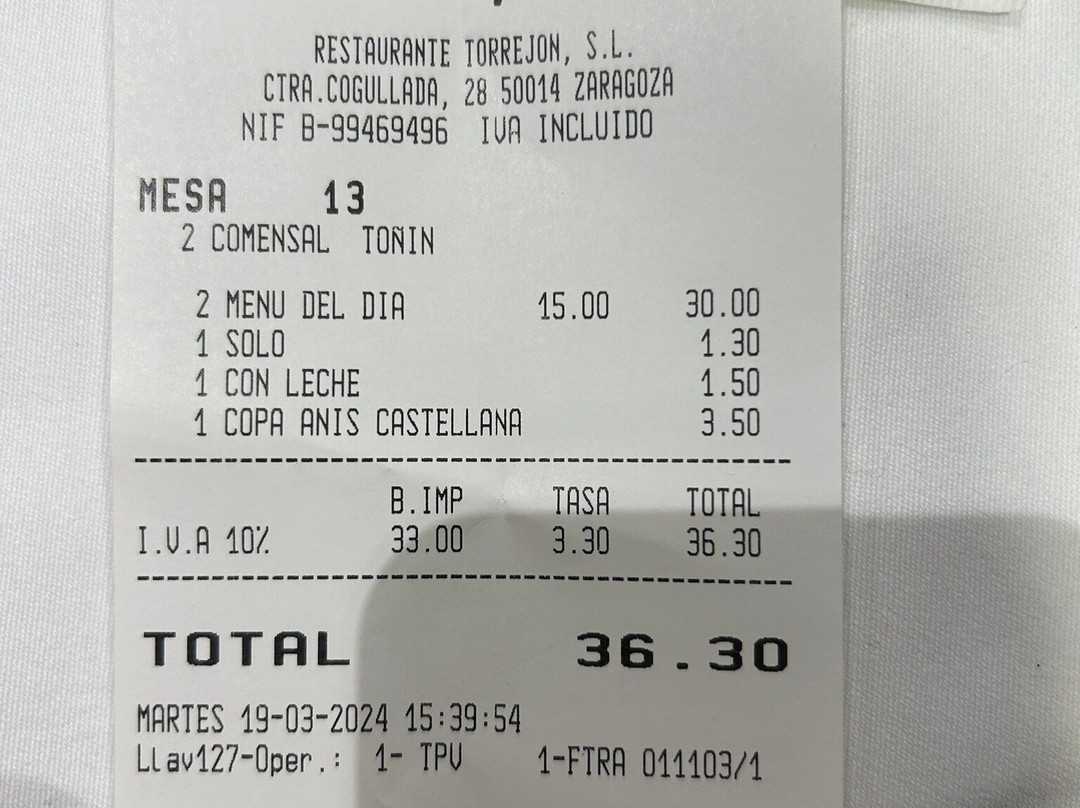 RESTAURANTE TORREJON, S.L.
CTRA.COGULLADA, 28 50014 ZARAGOZA
NIF B-99469496 IVA INCLUIDO
MESA 13
2 COMENSAL TOÑIN
2 MENU DEL DIA 15.00 30.00
1 SOLO 1.30
1 CON LECHE 1.50
1 COPA ANIS CASTELLANA 3.50
B.IMP TASA TOTAL
I.V.A 10% 33.00 3.30 36.30
TOTAL 36.30
MARTES 19-03-2024 15:39:54
Llav127-Oper.: 1- TPV 1-FTRA 011103/1